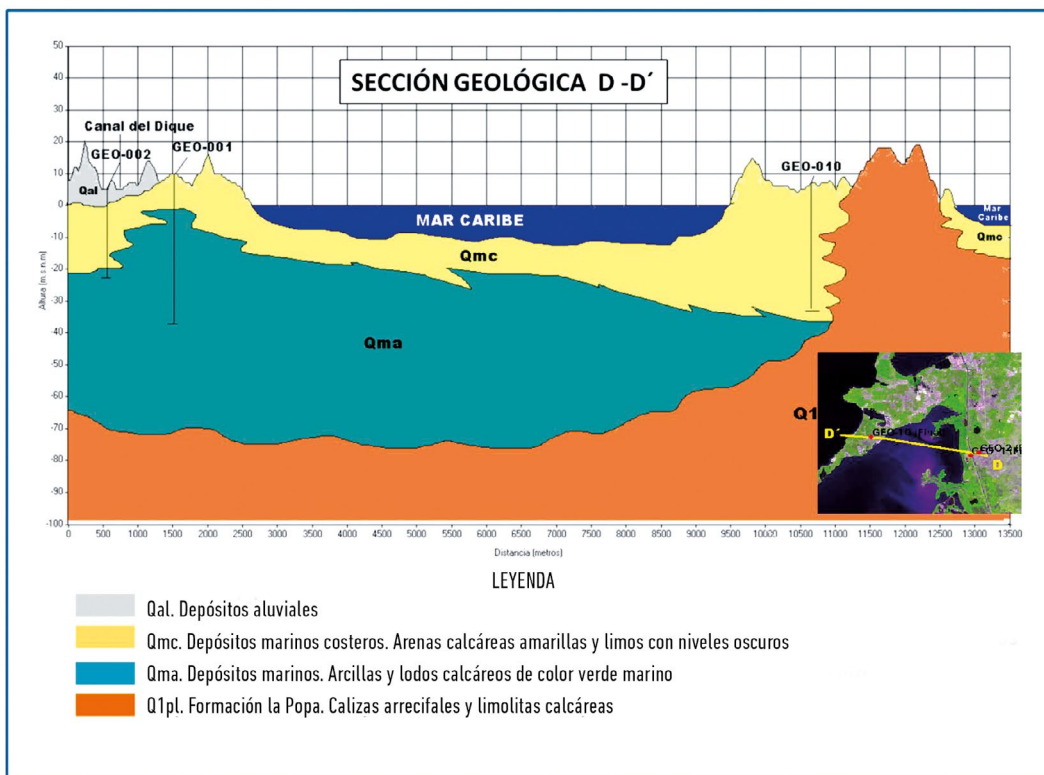 SECCIÓN GEOLÓGICA D -D´
50
40
30
20
10
0
-10
-20
-30
-40
-50
-60
-70
-80
-90
-100
Altura (m.s.n.m)
Canal del Dique
GEO-002
GEO-001
GEO-010
Qal
MAR CARIBE
Mar
Caribe
Qmc
Qmc
Qma
Q1
D´
D
0 500 1000 1500 2000 2500 3000 3500 4000 4500 5000 5500 6000 6500 7000 7500 8000 8500 9000 9500 10000 10500 11000 11500 12000 12500 13000 13500
Distancia (metros)
LEYENDA
Qal. Depósitos aluviales
Qmc. Depósitos marinos costeros. Arenas calcáreas amarillas y limos con niveles oscuros
Qma. Depósitos marinos. Arcillas y lodos calcáreos de color verde marino
Q1pl. Formación la Popa. Calizas arrecifales y limolitas calcáreas